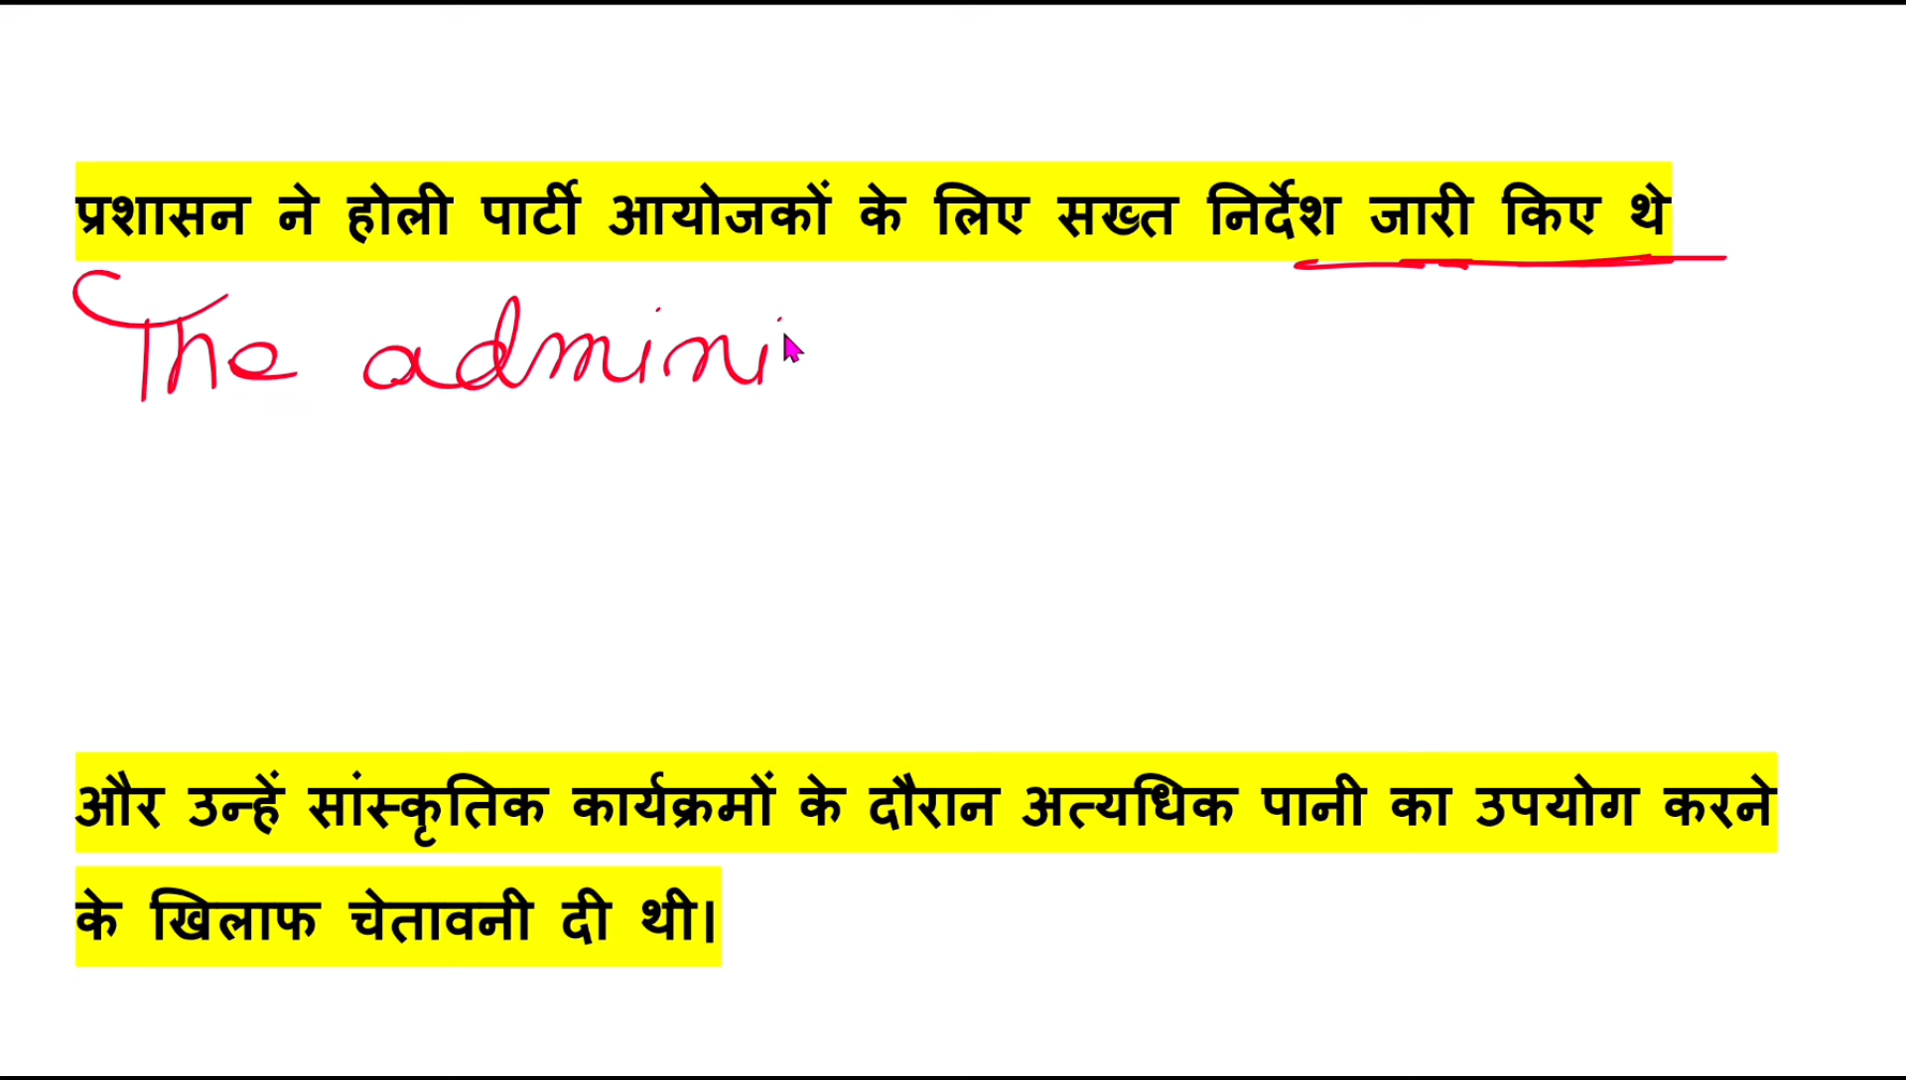 प्रशासन ने होली पार्टी आयोजकों के लिए सख्त निर्देश जारी किए थे
The admini
और उन्हें सांस्कृतिक कार्यक्रमों के दौरान अत्यधिक पानी का उपयोग करने
के खिलाफ चेतावनी दी थी।